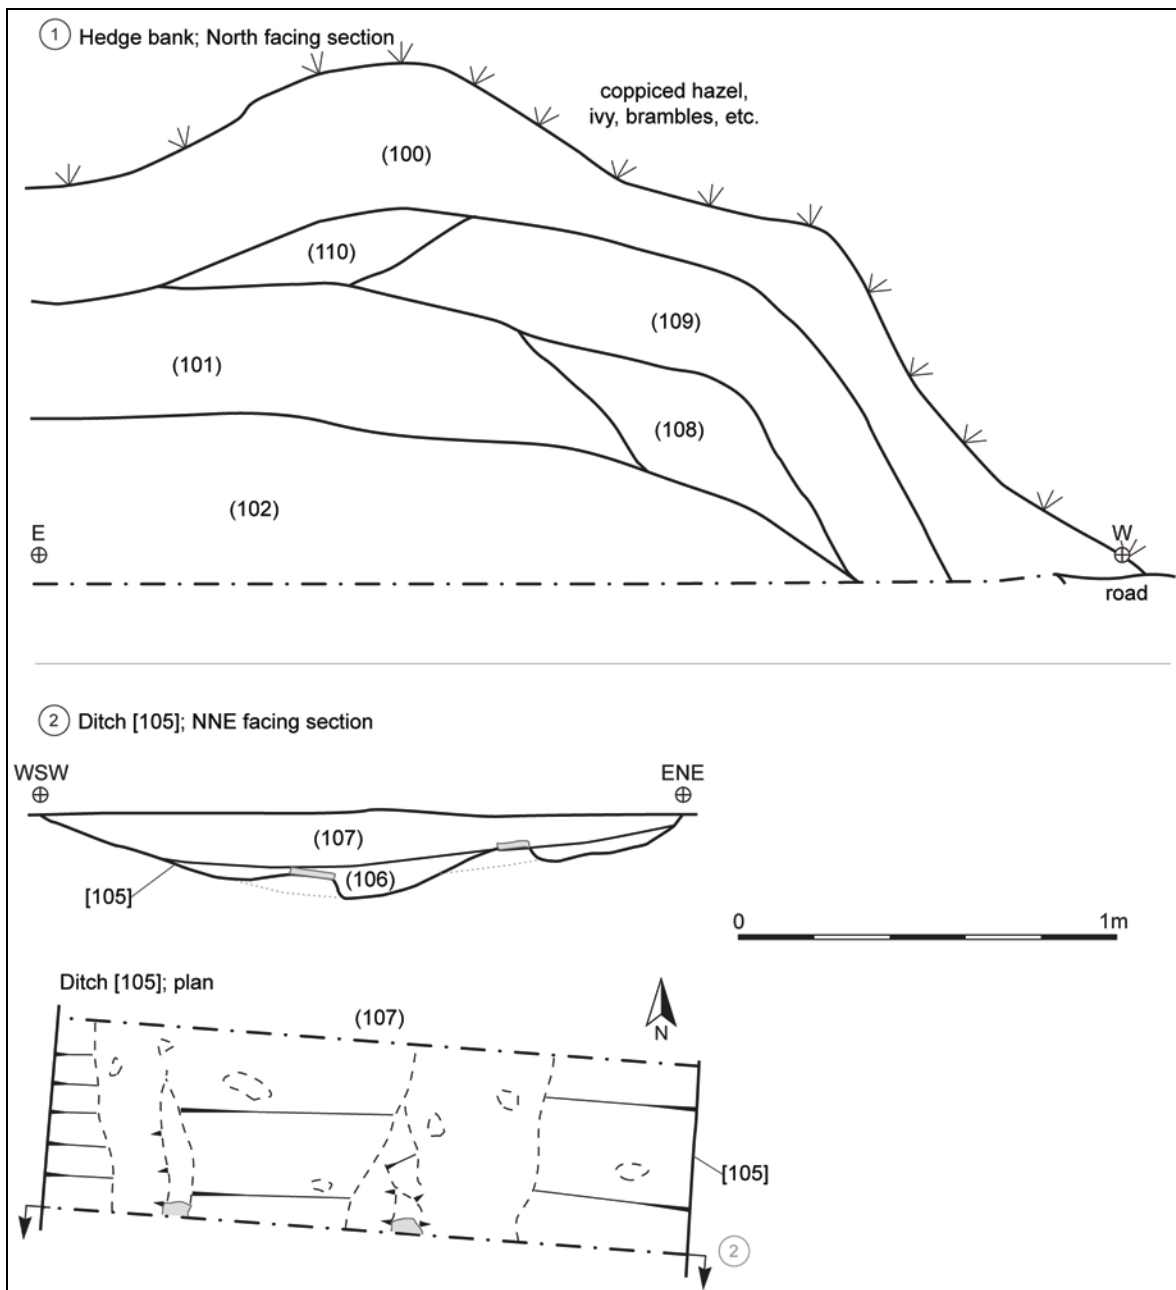 1 Hedge bank; North facing section
coppiced hazel,
ivy, brambles, etc.
(100)
(110)
(109)
(101)
(108)
(102)
E
W
road
2 Ditch [105]; NNE facing section
WSW
ENE
(107)
(106)
[105]
0
1m
Ditch [105]; plan
(107)
N
[105]
2